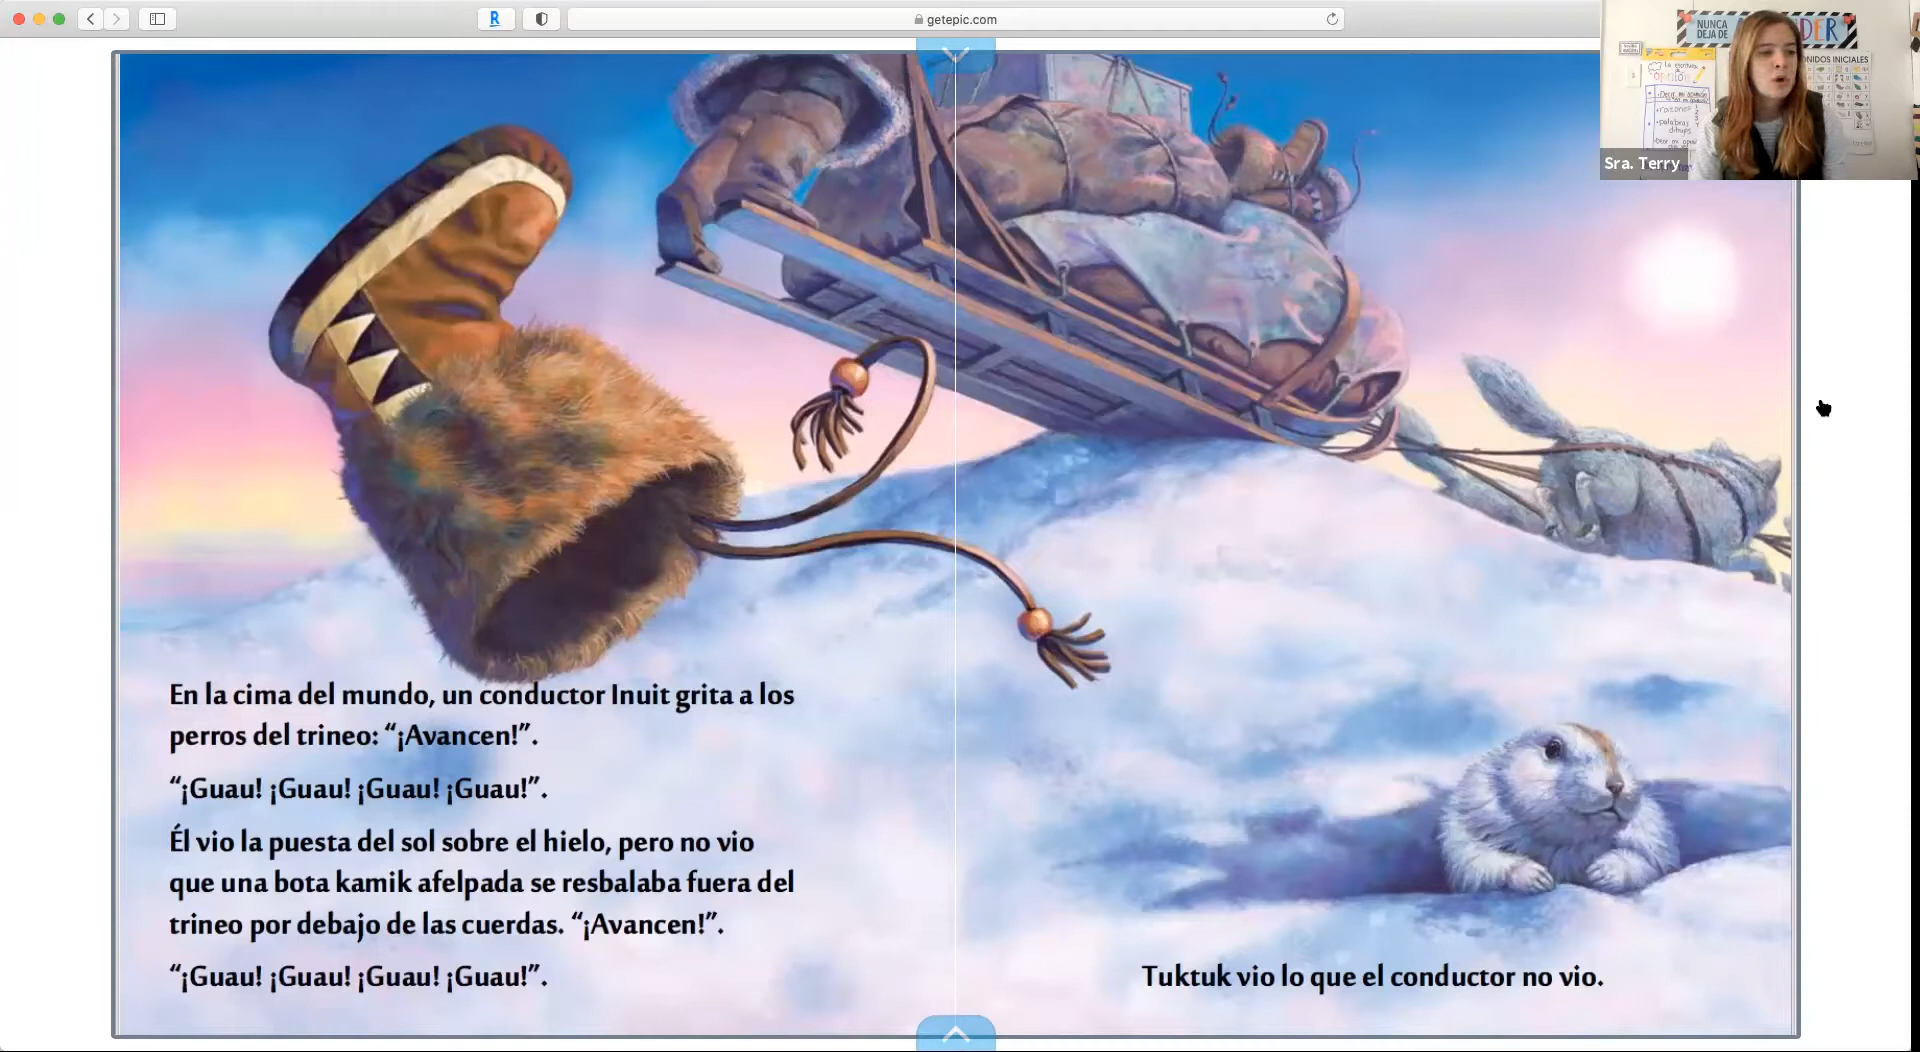 getepic.com
NUNCA
DEJA DE
Sra. Terry
En la cima del mundo, un conductor Inuit grita a los
perros del trineo: “¡Avancen!”.
“¡Guau! ¡Guau! ¡Guau! ¡Guau!”.
Él vio la puesta del sol sobre el hielo, pero no vio
que una bota kamik afelpada se resbalaba fuera del
trineo por debajo de las cuerdas. “¡Avancen!”.
“¡Guau! ¡Guau! ¡Guau! ¡Guau!”.
Tuktuk vio lo que el conductor no vio.